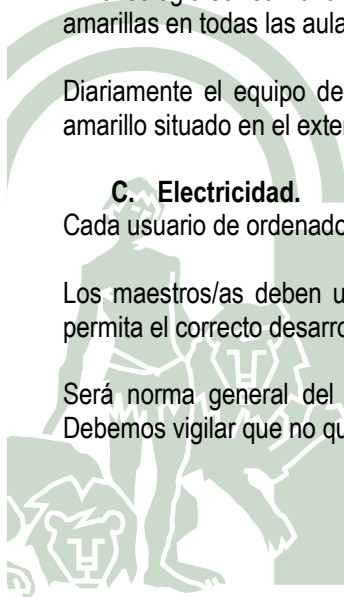 amarillas en todas las aula
Diariamente el equipo de
amarillo situado en el exter
C. Electricidad.
Cada usuario de ordenado
Los maestros/as deben u
permita el correcto desarro
Será norma general del
Debemos vigilar que no qu